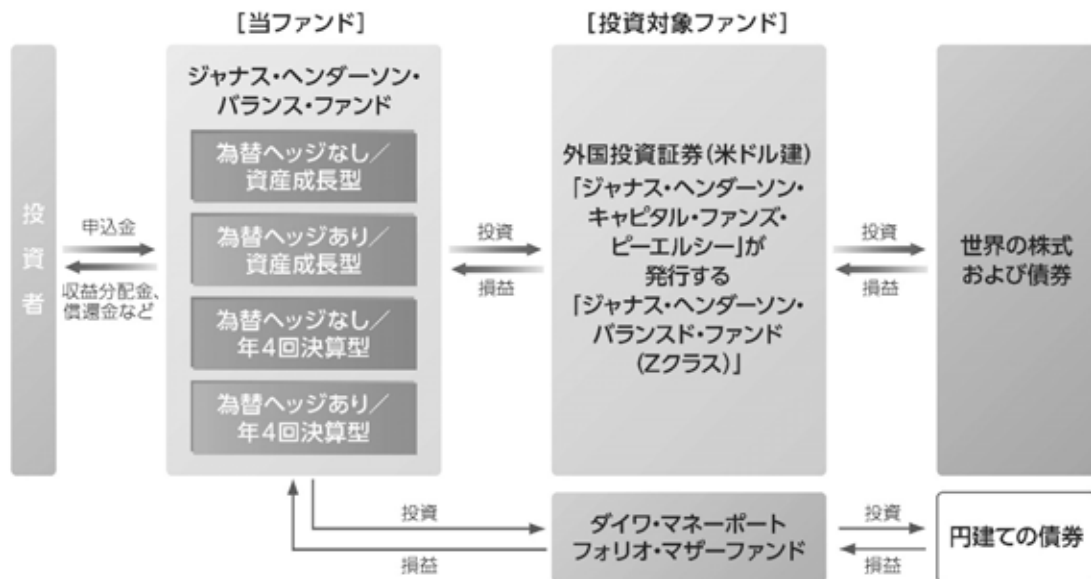 [当ファンド]
[投資対象ファンド]
投資者
申込金
収益分配金、
償還金など
ジャナス・ヘンダーソン・
バランス・ファンド
為替ヘッジなし／
資産成長型
為替ヘッジあり／
資産成長型
為替ヘッジなし／
年4回決算型
為替ヘッジあり／
年4回決算型
投資
損益
外国投資証券(米ドル建)
「ジャナス・ヘンダーソン・
キャピタル・ファンズ・
ピーエルシー」が
発行する
「ジャナス・ヘンダーソン・
バランスド・ファンド
(Zクラス)」
投資
損益
世界の株式
および債券
投資
損益
ダイワ・マネーポート
フォリオ・マザーファンド
投資
損益
円建ての債券